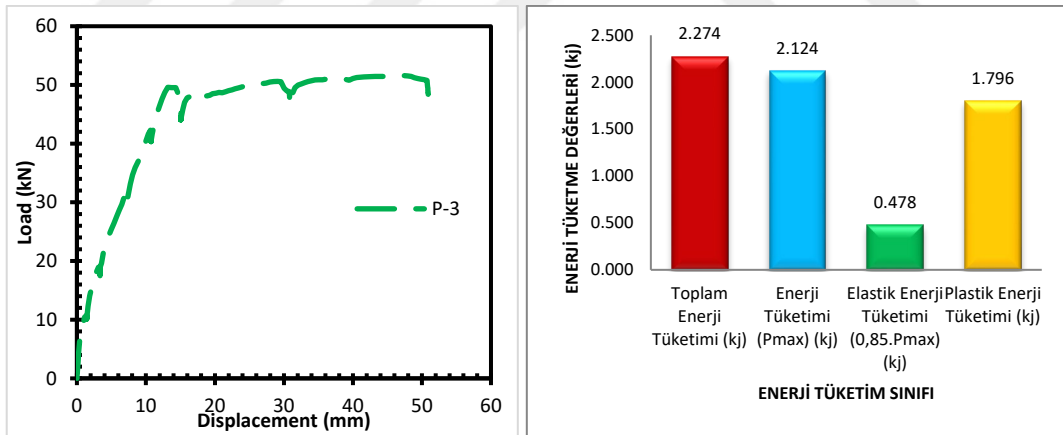 60
50
40
30
20
10
0
Load (kN)
P-3
0 10 20 30 40 50 60
Displacement (mm)
2.500
2.000
1.500
1.000
0.500
0.000
ENERJİ TÜKETME DEĞERLERİ (kj)
2.274
2.124
0.478
1.796
Toplam
Enerji
Tüketimi (kj)
Enerji
Tüketimi
(Pmax) (kj)
Elastik Enerji
Tüketimi
(0,85.Pmax)
(kj)
Plastik Enerji
Tüketimi (kj)
ENERJİ TÜKETİM SINIFI